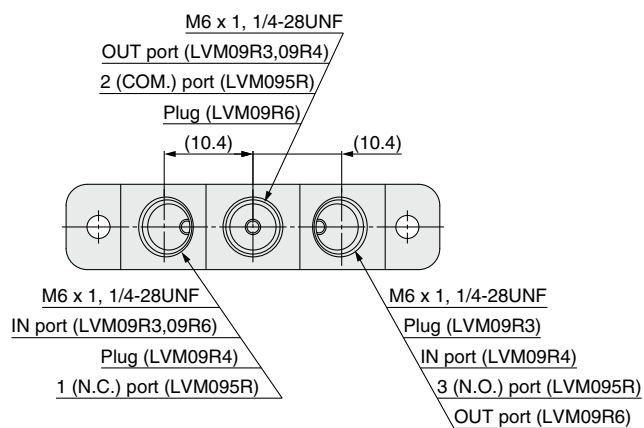 M6 x 1, 1/4-28UNF
OUT port (LVM09R3,09R4)
2 (COM.) port (LVM095R)
Plug (LVM09R6)
(10.4)
(10.4)
M6 x 1, 1/4-28UNF
IN port (LVM09R3,09R6)
Plug (LVM09R4)
1 (N.C.) port (LVM095R)
M6 x 1, 1/4-28UNF
Plug (LVM09R3)
IN port (LVM09R4)
3 (N.O.) port (LVM095R)
OUT port (LVM09R6)